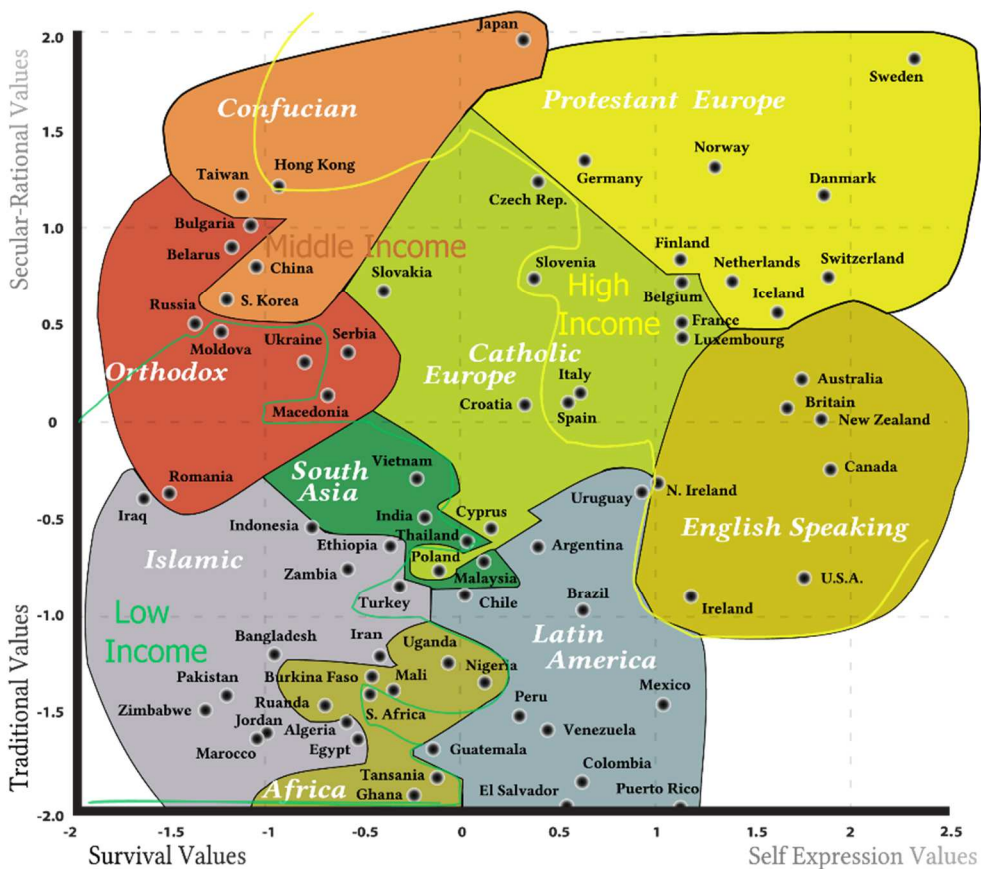 Japan
2.0
Sweden
Protestant Europe
Confucian
1.5
Hong Kong
Norway
Taiwan
Germany
Danmark
Czech Rep.
Bulgaria
1.0
Middle Income
Belarus
China
Finland
Slovenia
Netherlands
Switzerland
Slovakia
High
Income
Belgium
Iceland
S. Korea
Russia
France
0.5
Moldova
Ukraine
Serbia
Luxembourg
Orthodox
Catholic
Europe
Italy
Australia
Macedonia
Croatia
Spain
Britain
New Zealand
0
South
Asia
Vietnam
Canada
Romania
Uruguay
N. Ireland
Iraq
India
Cyprus
-0.5
Indonesia
Thailand
English Speaking
Islamic
Ethiopia
Poland
Argentina
Zambia
Malaysia
U.S.A.
Turkey
Chile
Brazil
Ireland
-1.0
Low
Income
Bangladesh
Iran
Uganda
Latin
America
Pakistan
Burkina Faso
Mali
Nigeria
Mexico
Zimbabwe
Ruanda
S. Africa
Peru
-1.5
Jordan
Algeria
Venezuela
Marocco
Egypt
Guatemala
Tansania
Colombia
Africa
Ghana
El Salvador
Puerto Rico
-2.0
-2
-1.5
-1
-0.5
0
0.5
1
1.5
2
2.5
Survival Values
Self Expression Values
Secular-Rational Values
Traditional Values